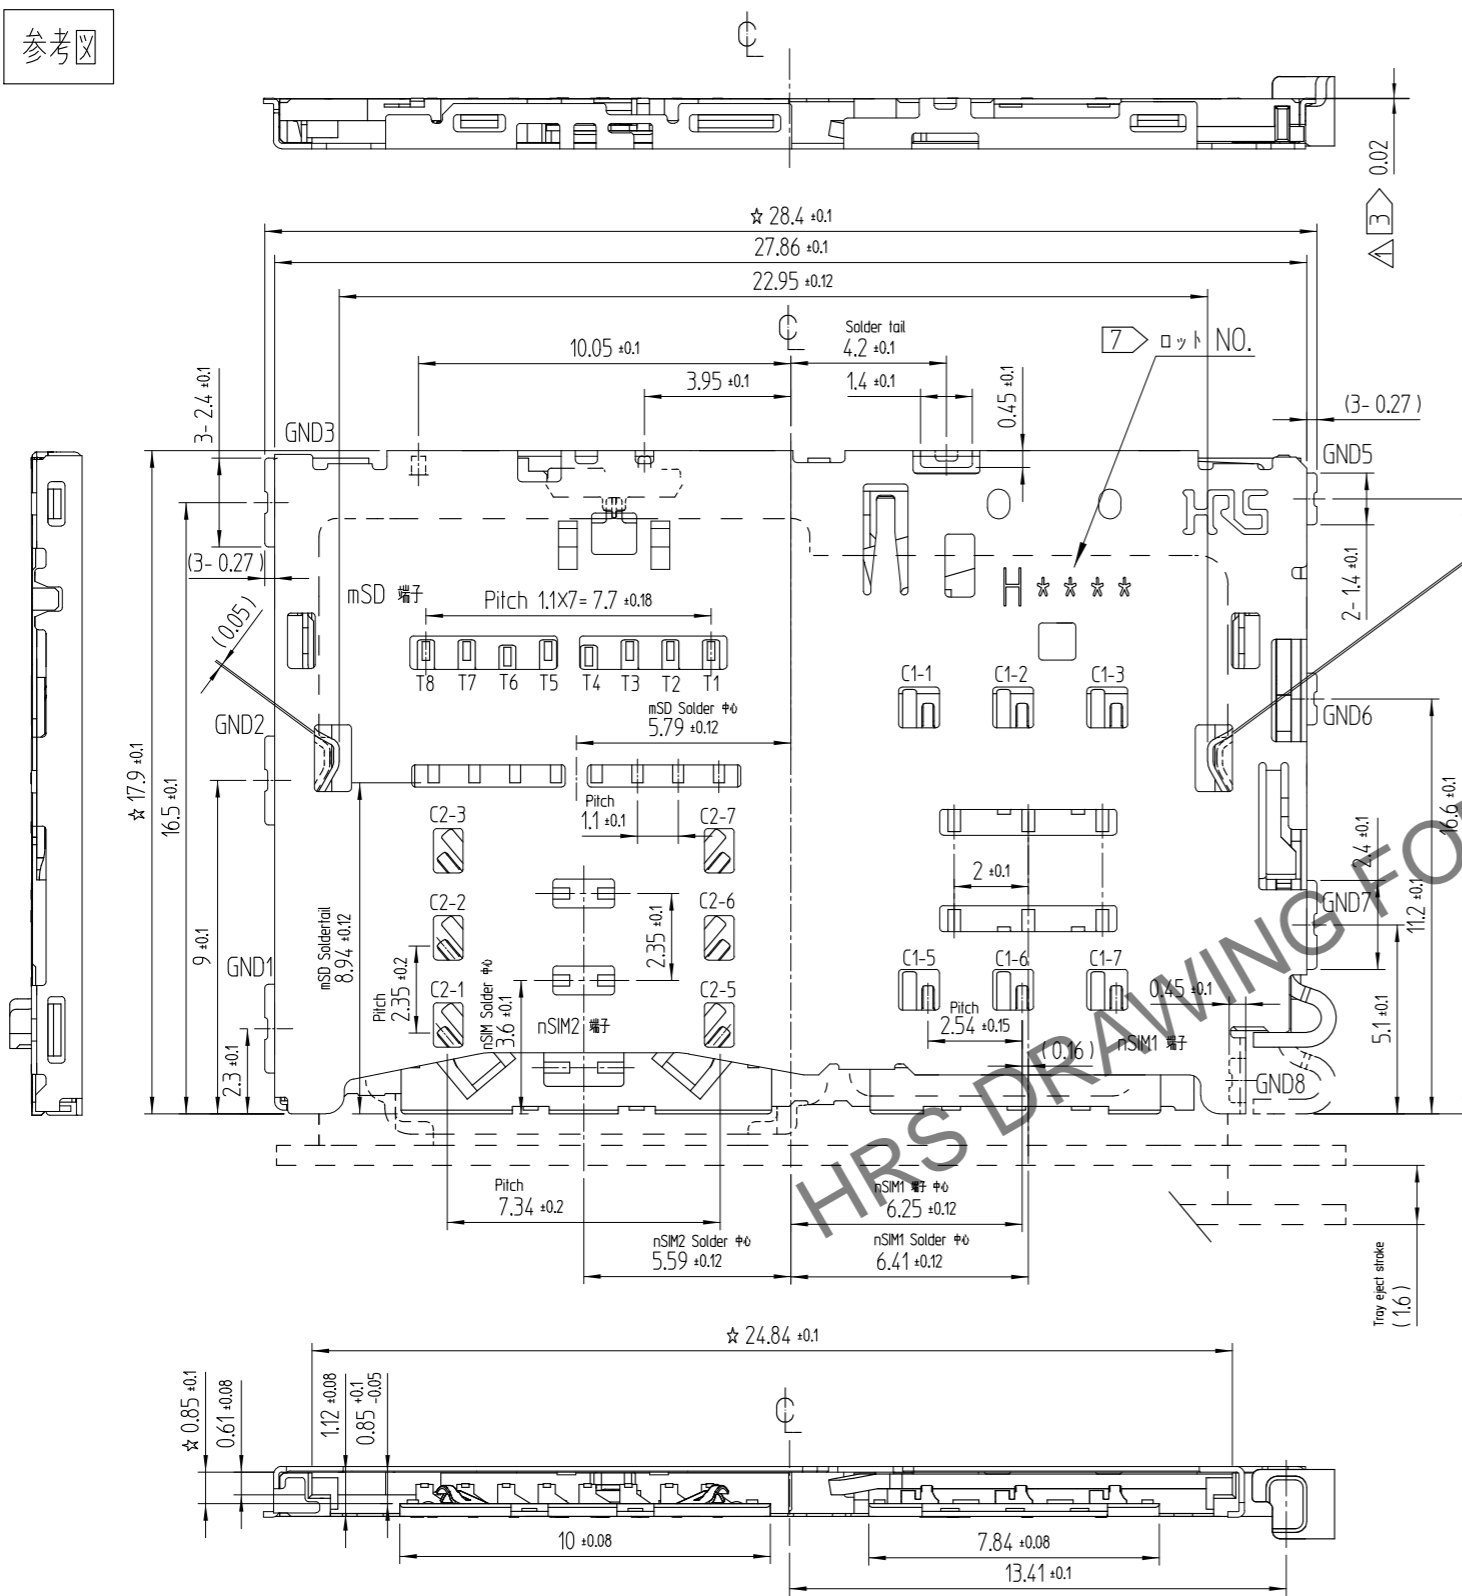 参考図
℄
0.02
3
1
☆ 28.4 ±0.1
27.86 ±0.1
22.95 ±0.12
℄
Solder tail
10.05 ±0.1
4.2 ±0.1
7 ロット NO.
3.95 ±0.1
1.4 ±0.1
0.45 ±0.1
3- 2.4 ±0.1
(3- 0.27 )
GND3
GND5
HRS
(3- 0.27)
2- 1.4 ±0.1
mSD 端子
Pitch 1.1X7= 7.7 ±0.18
H☆☆☆☆
( 0.05 )
T8 T7 T6 T5 T4 T3 T2 T1
C1-1 C1-2 C1-3
mSD Solder 中心
5.79 ±0.12
GND2
GND6
☆ 17.9 ±0.1
16.5 ±0.1
9 ±0.1
Pitch
1.1 ±0.1
C2-3
C2-7
16.6 ±0.1
2.4 ±0.1
11.2 ±0.1
2 ±0.1
C2-2
C2-6
GND7
mSD Soldertail
8.94 ±0.12
2.35 ±0.1
GND1
Pitch
2.35 ±0.2
nSIM Solder 中心
3.6 ±0.1
C1-5 C1-6 C1-7
C2-1
C2-5
0.45 ±0.1
Pitch
2.54 ±0.15
nSIM2 端子
nSIM1 端子
( 0.16 )
5.1 ±0.1
2.3 ±0.1
GND8
HRS DRAWING FO
Pitch
7.34 ±0.2
nSIM1 端子 中心
6.25 ±0.12
nSIM2 Solder 中心
5.59 ±0.12
nSIM1 Solder 中心
6.41 ±0.12
Tray eject stroke
( 1.6 )
☆ 24.84 ±0.1
℄
☆ 0.85 ±0.1
0.61 ±0.08
1.12 ±0.08
0.85 +0.1 -0.05
10 ±0.08
7.84 ±0.08
13.41 ±0.1